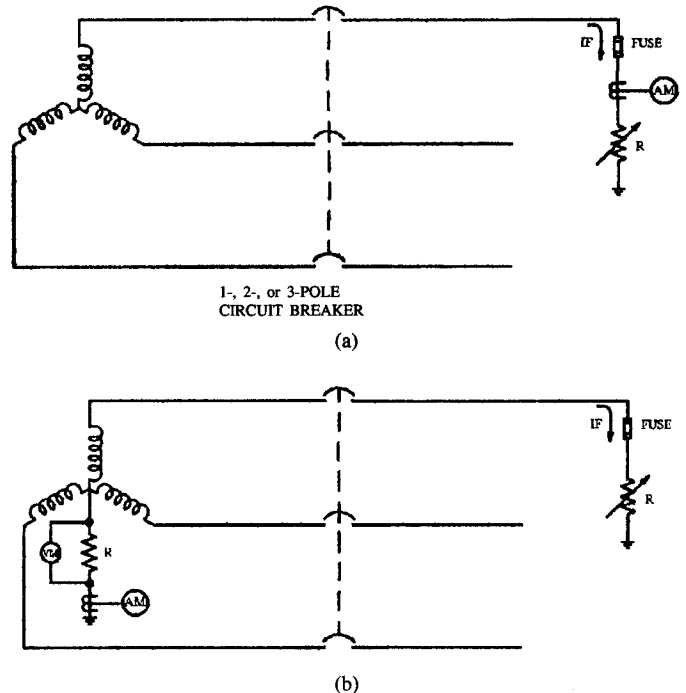 IF
FUSE
AM
R
1-, 2-, or 3-POLE
CIRCUIT BREAKER
(a)
IF
FUSE
R
VM
R
AM
(b)